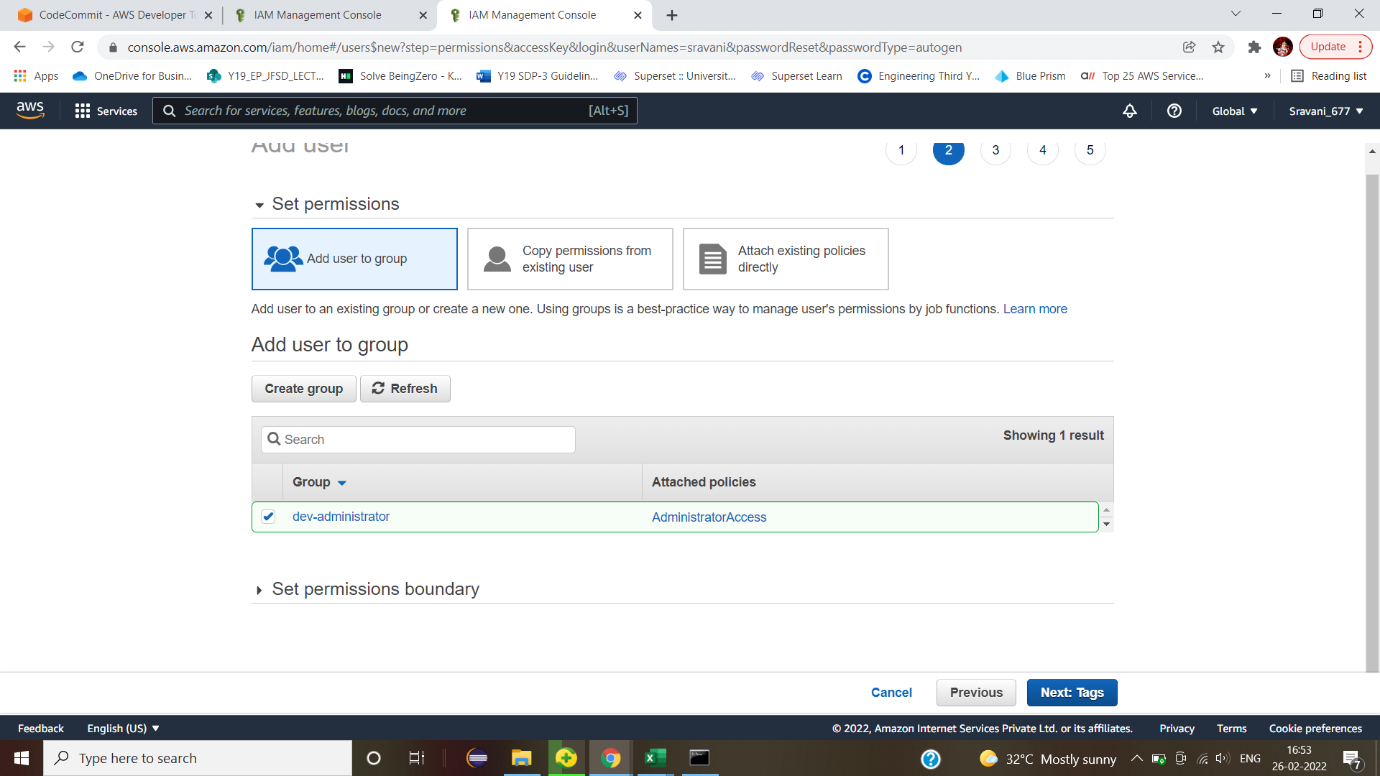 CodeCommit - AWS Developer T
IAM Management Console
IAM Management Console
console.aws.amazon.com/iam/home#/users$new?step=permissions&accessKey&login&userNames=sravani&passwordReset&passwordType=autogen
Update
Apps
OneDrive for Busin...
Y19_EP_JFSD_LECT...
Solve BeingZero - K...
Y19 SDP-3 Guidelin...
Superset :: Universit...
Superset Learn
Engineering Third Y...
Blue Prism
Top 25 AWS Service...
»
Reading list
aws
Services
Search for services, features, blogs, docs, and more
[Alt+S]
Global
Sravani_677
Add user
1
2
3
4
5
Set permissions
Add user to group
Copy permissions from
existing user
Attach existing policies
directly
Add user to an existing group or create a new one. Using groups is a best-practice way to manage user's permissions by job functions. Learn more
Add user to group
Create group
Refresh
Search
Showing 1 result
Group
Attached policies
dev-administrator
AdministratorAccess
Set permissions boundary
Cancel
Previous
Next: Tags
Feedback
English (US)
© 2022, Amazon Internet Services Private Ltd. or its affiliates.
Privacy
Terms
Cookie preferences
Type here to search
32°C Mostly sunny
ENG
16:53
26-02-2022
7